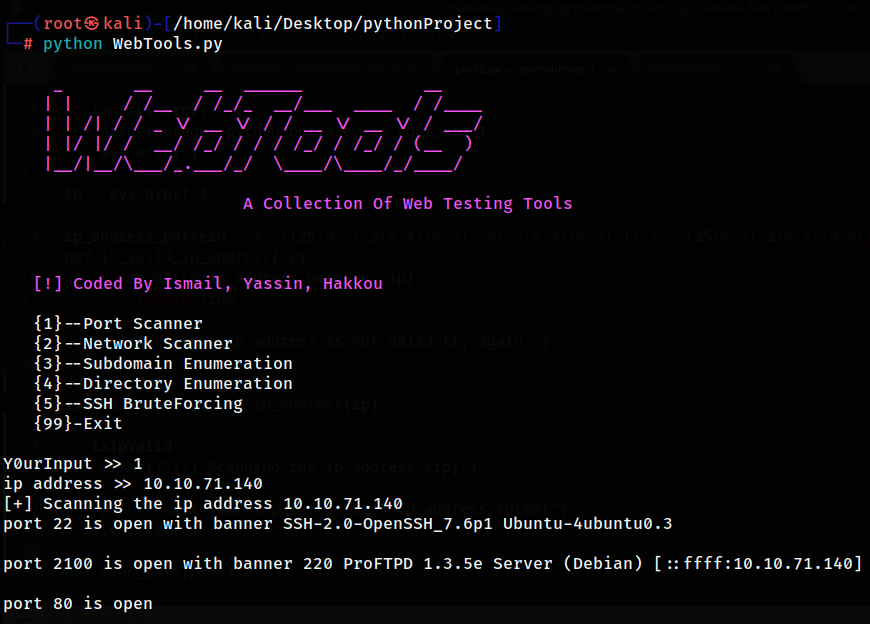 ┌──(root㉿kali)-[/home/kali/Desktop/pythonProject]
└─# python WebTools.py
WebTools
A Collection Of Web Testing Tools
[!] Coded By Ismail, Yassin, Hakkou
{1}--Port Scanner
{2}--Network Scanner
{3}--Subdomain Enumeration
{4}--Directory Enumeration
{5}--SSH BruteForcing
{99}-Exit
Y0urInput >> 1
ip address >> 10.10.71.140
[+] Scanning the ip address 10.10.71.140
port 22 is open with banner SSH-2.0-OpenSSH_7.6p1 Ubuntu-4ubuntu0.3
port 2100 is open with banner 220 ProFTPD 1.3.5e Server (Debian) [::ffff:10.10.71.140]
port 80 is open